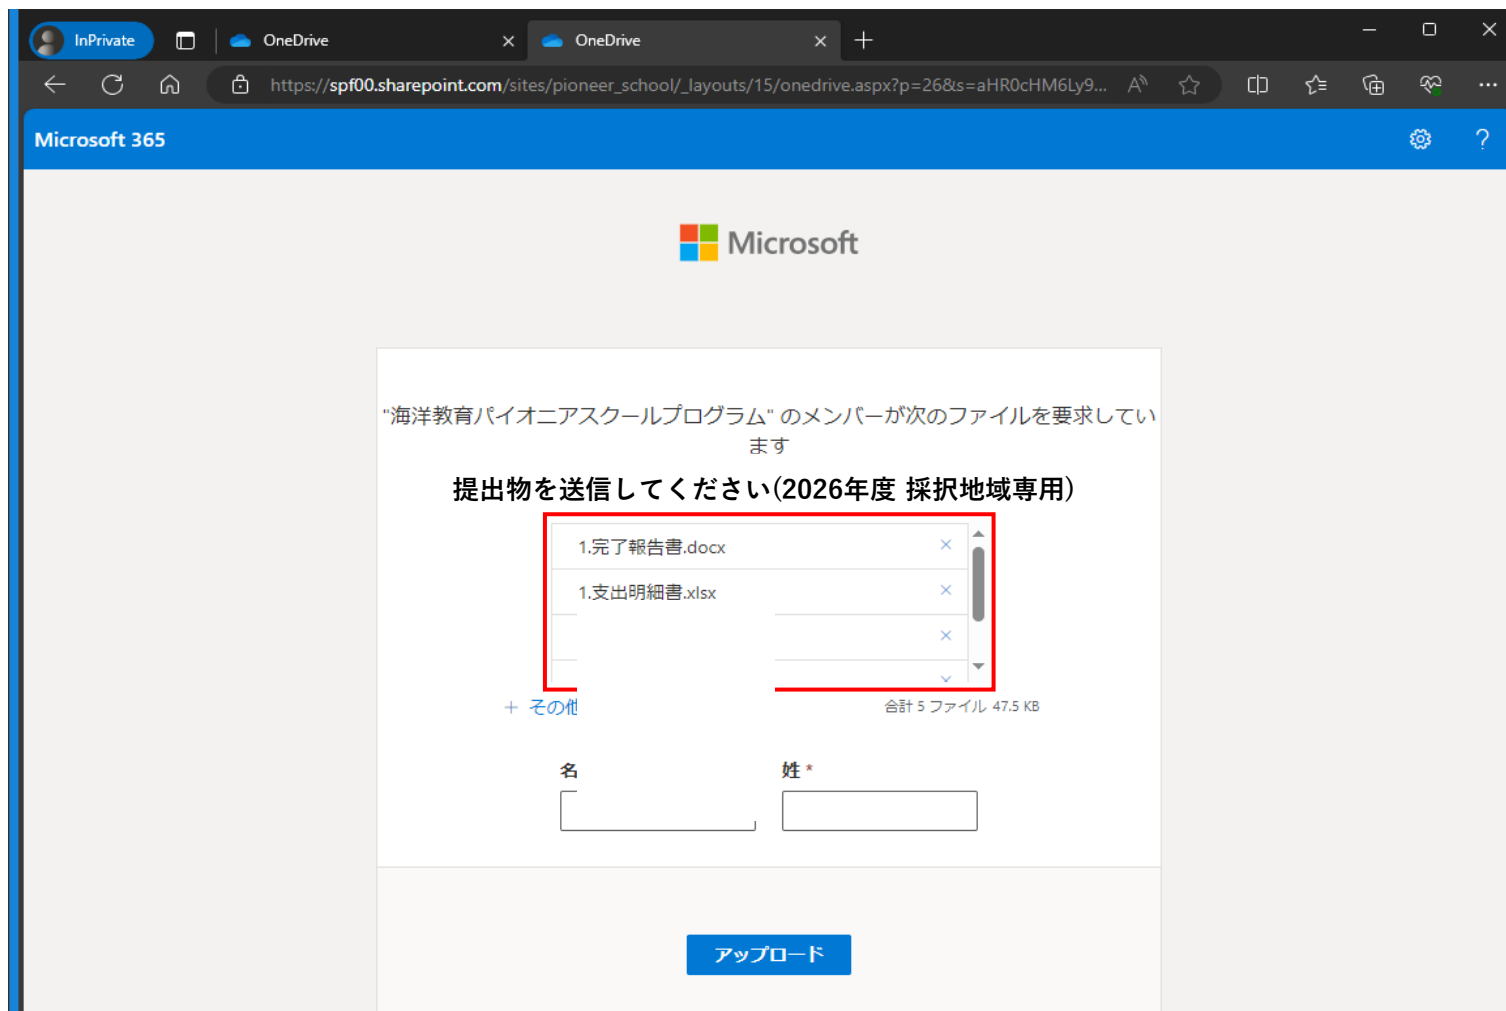 InPrivate
OneDrive
OneDrive
https://spf00.sharepoint.com/sites/pioneer_school/_layouts/15/onedrive.aspx?p=26&s=aHR0cHM6Ly9...
Microsoft 365
Microsoft
"海洋教育パイオニアスクールプログラム" のメンバーが次のファイルを要求してい
ます
提出物を送信してください(2026年度 採択地域専用)
1.完了報告書.docx
1.支出明細書.xlsx
+ その他
合計 5 ファイル 47.5 KB
名
姓 *
アップロード